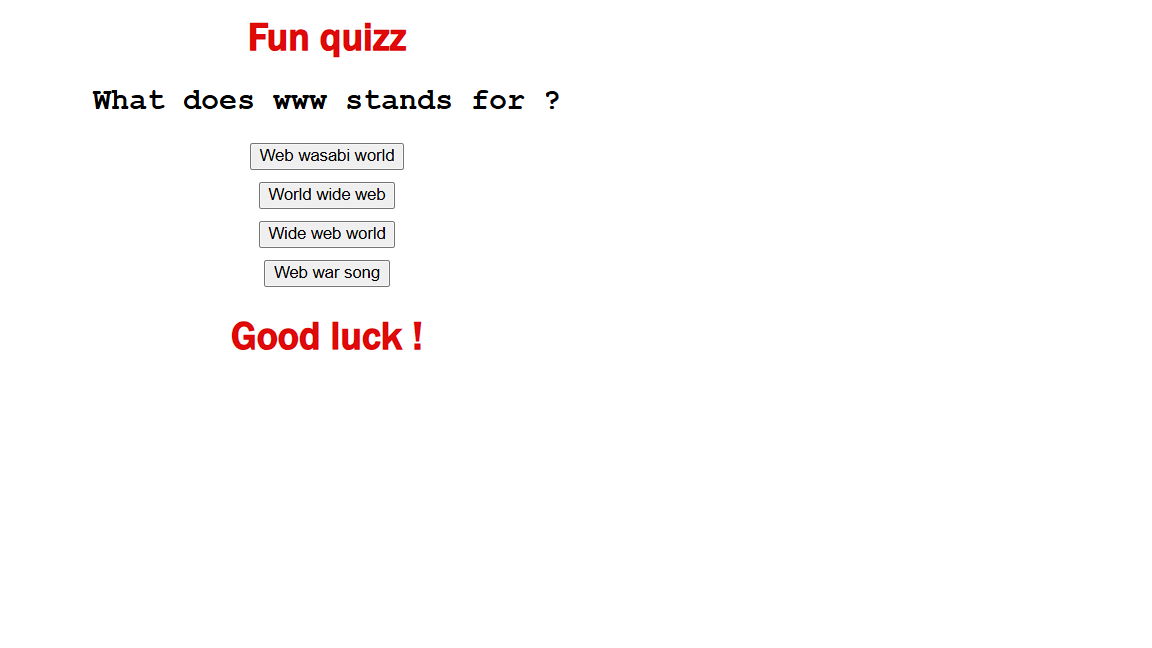 Fun quizz
What does www stands for ?
Web wasabi world
World wide web
Wide web world
Web war song
Good luck !